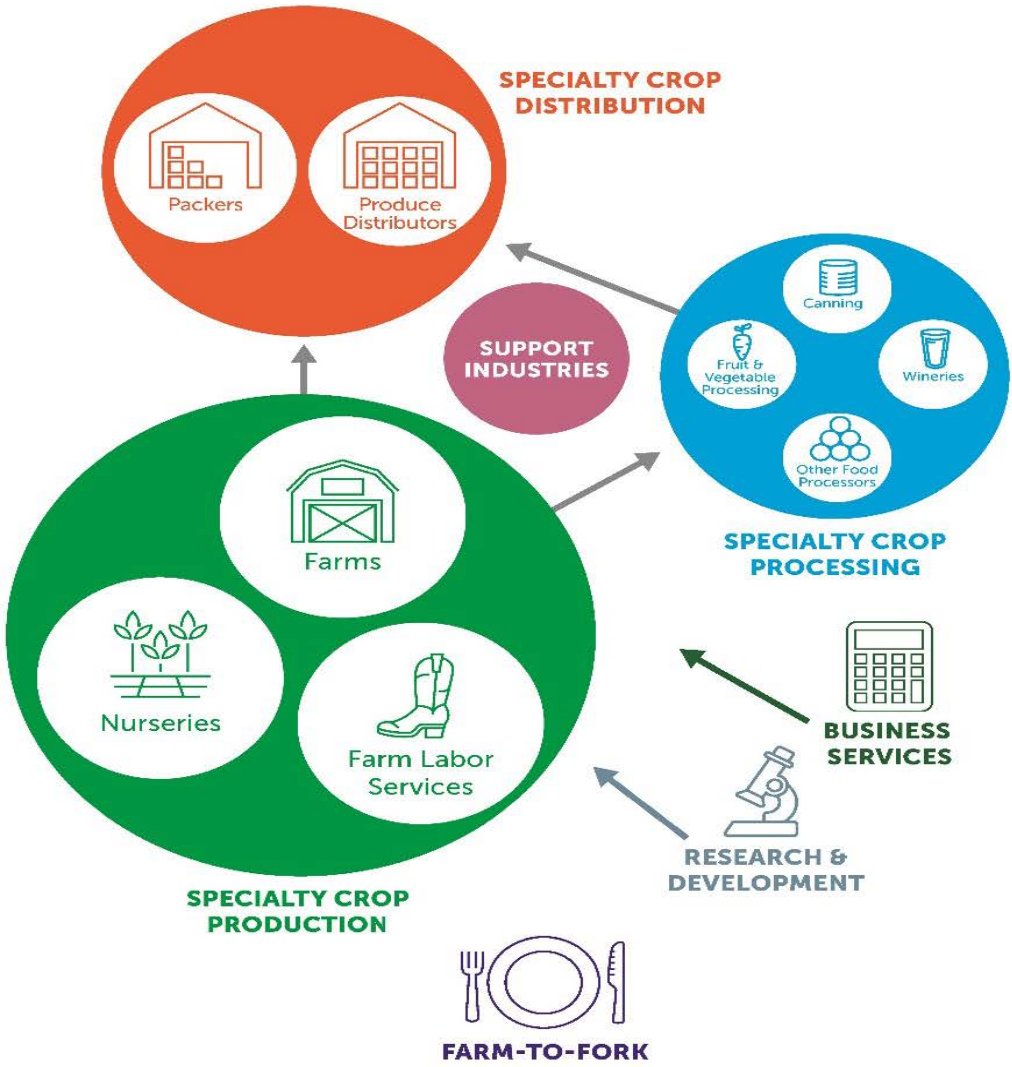 SPECIALTY CROP
DISTRIBUTION
Packers
Produce
Distributors
SUPPORT
INDUSTRIES
Canning
Fruit &
Vegetable
Processing
Wineries
Other Food
Processors
SPECIALTY CROP
PROCESSING
Farms
Nurseries
Farm Labor
Services
SPECIALTY CROP
PRODUCTION
BUSINESS
SERVICES
RESEARCH &
DEVELOPMENT
FARM-TO-FORK